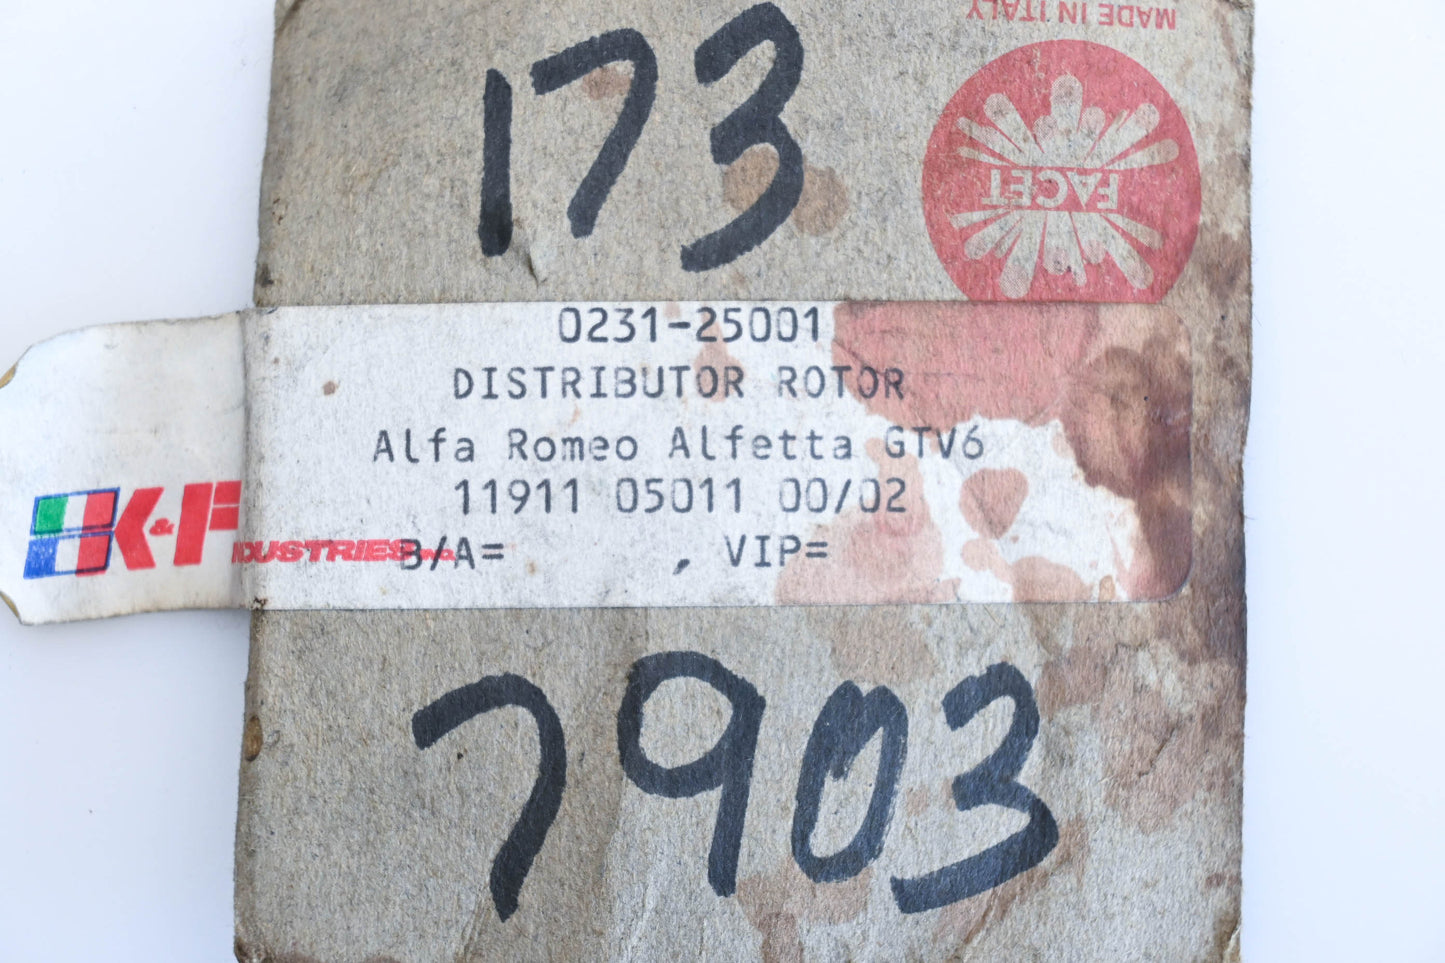 MADE IN ITALY
173
FACET
0231-25001
DISTRIBUTOR ROTOR
Alfa Romeo Alfetta GTV6
11911 05011 00/02
K&F INDUSTRIES INC.
B/A= , VIP=
7903